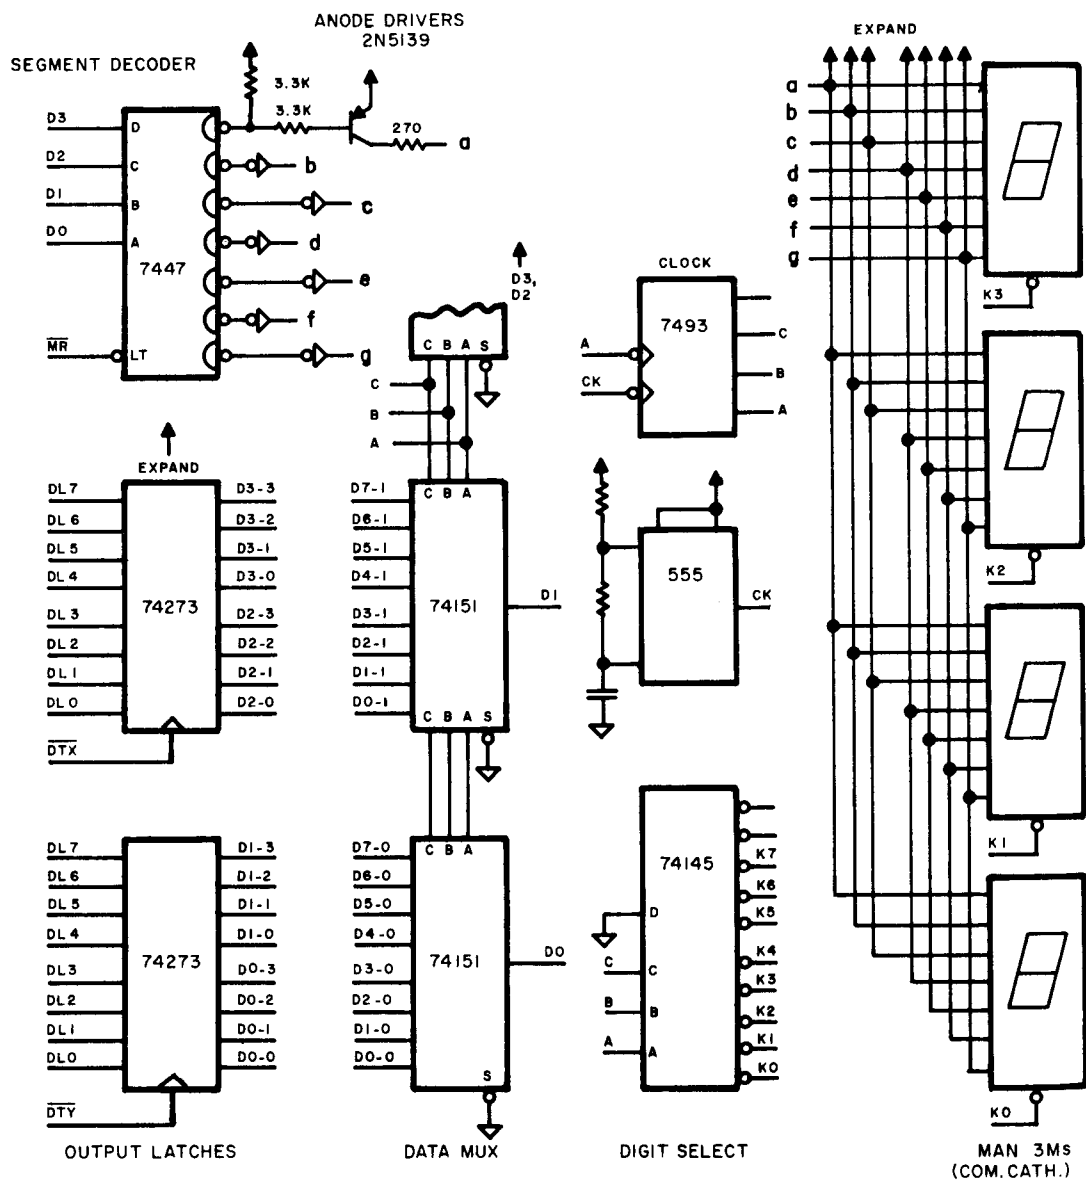 ANODE DRIVERS
2N5139
SEGMENT DECODER
3.3K
3.3K
270
a
D3
D
D2
C
b
D1
B
c
D0
A
d
7447
e
f
MR
LT
g
D3,
D2
C B A S
C
B
A
EXPAND
DL7
DL6
DL5
DL4
DL3
DL2
DL1
DL0
DTX
74273
D3-3
D3-2
D3-1
D3-0
D2-3
D2-2
D2-1
D2-0
DL7
DL6
DL5
DL4
DL3
DL2
DL1
DL0
DTY
74273
D1-3
D1-2
D1-1
D1-0
D0-3
D0-2
D0-1
D0-0
OUTPUT LATCHES
C B A
D7-1
D6-1
D5-1
D4-1
D3-1
D2-1
D1-1
D0-1
74151
D1
C B A S
C B A
D7-0
D6-0
D5-0
D4-0
D3-0
D2-0
D1-0
D0-0
74151
D0
S
DATA MUX
CLOCK
7493
A
CK
C
B
A
555
CK
74145
D
C
C
B
B
A
A
K7
K6
K5
K4
K3
K2
K1
K0
DIGIT SELECT
EXPAND
a
b
c
d
e
f
g
K3
K2
K1
K0
MAN 3Ms
(COM. CATH.)